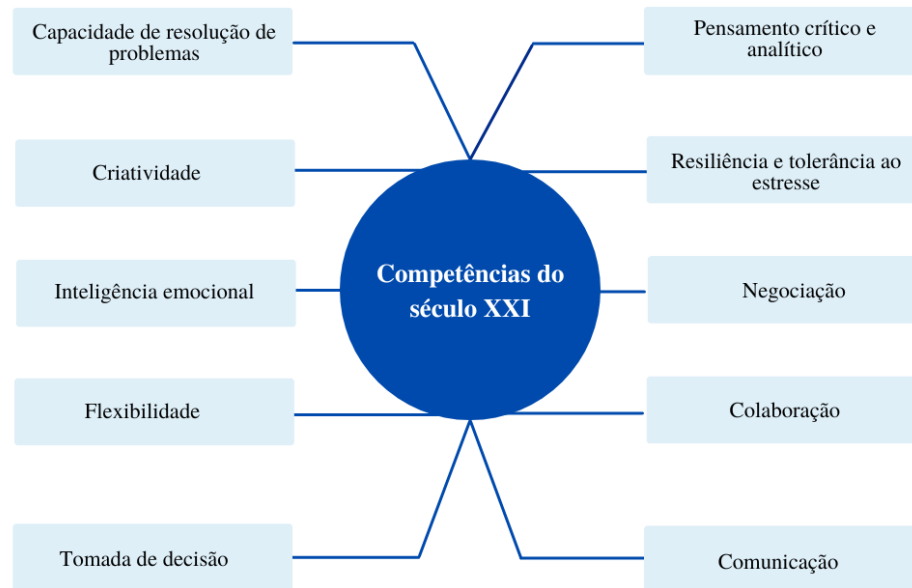 Capacidade de resolução de
problemas
Pensamento crítico e
analítico
Criatividade
Resiliência e tolerância ao
estresse
Competências do
século XXI
Inteligência emocional
Negociação
Flexibilidade
Colaboração
Tomada de decisão
Comunicação